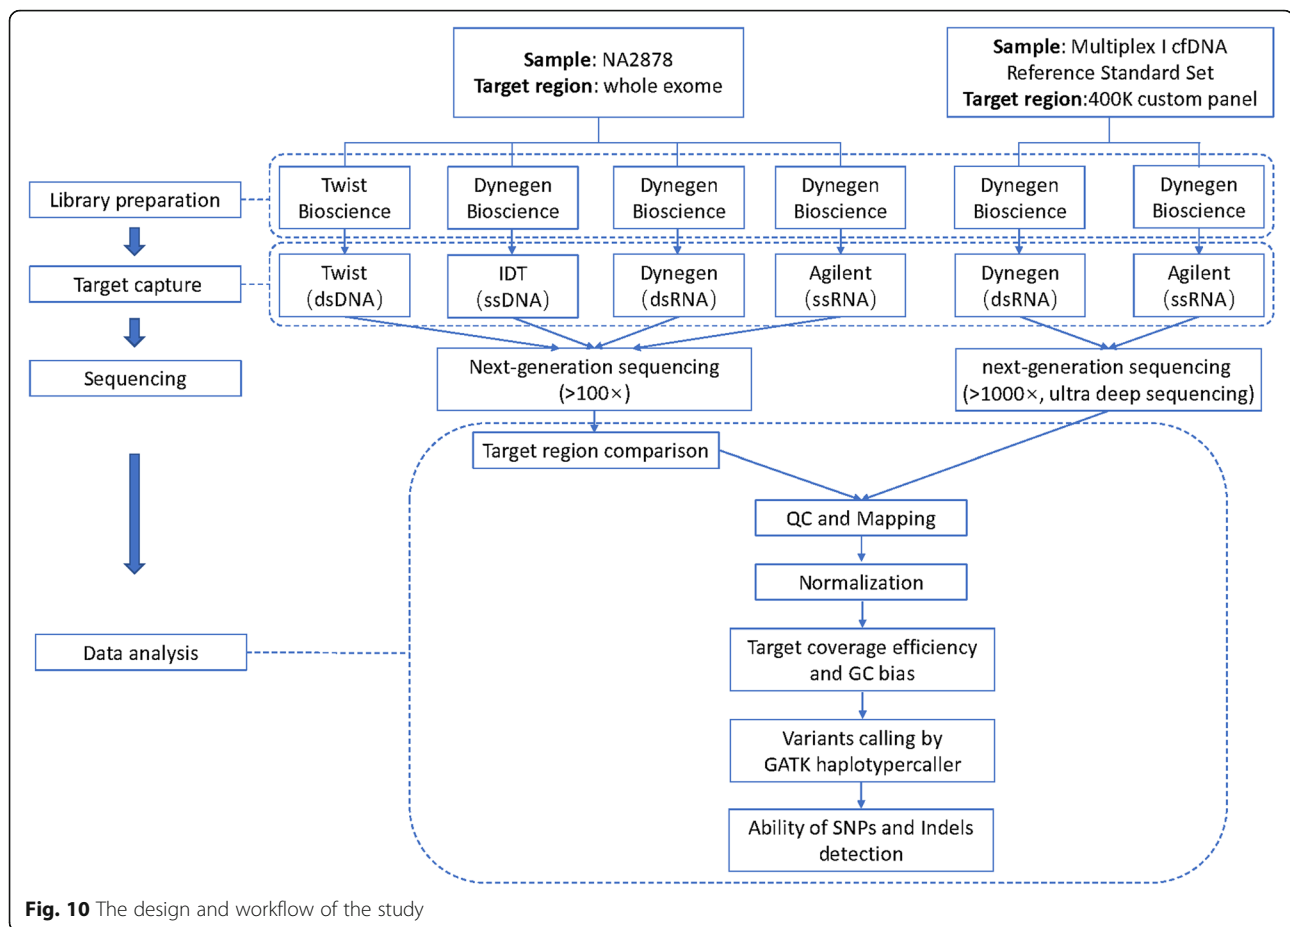 Sample: NA2878
Target region: whole exome
Sample: Multiplex I cfDNA
Reference Standard Set
Target region:400K custom panel
Library preparation
Twist
Bioscience
Dynegen
Bioscience
Dynegen
Bioscience
Dynegen
Bioscience
Dynegen
Bioscience
Dynegen
Bioscience
Target capture
Twist
(dsDNA)
IDT
(ssDNA)
Dynegen
(dsRNA)
Agilent
(ssRNA)
Dynegen
(dsRNA)
Agilent
(ssRNA)
Sequencing
Next-generation sequencing
(>100×)
next-generation sequencing
(>1000×, ultra deep sequencing)
Target region comparison
QC and Mapping
Normalization
Data analysis
Target coverage efficiency
and GC bias
Variants calling by
GATK haplotypercaller
Ability of SNPs and Indels
detection
Fig. 10 The design and workflow of the study